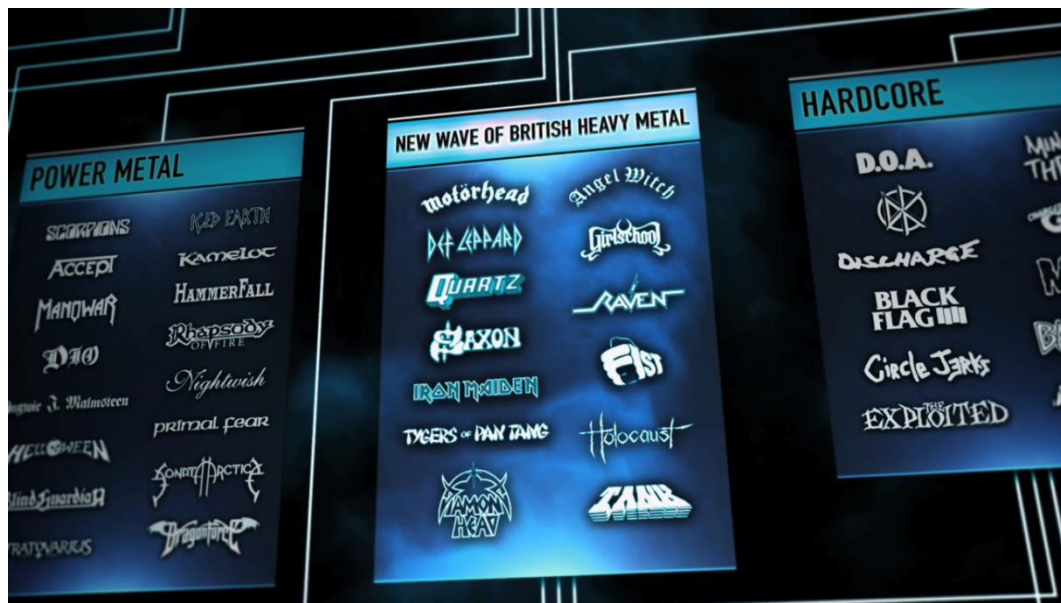 POWER METAL
SCORPIONS
ACCEPT
MANOWAR
DIO
J. Malmsteen
HELLOWEEN
Blind Guardian
STRATOVARIUS
ICED EARTH
KAMELOT
HAMMERFALL
Rhapsody
OF FIRE
Nightwish
PRIMAL FEAR
SONATA ARCTICA
DragonForce
NEW WAVE OF BRITISH HEAVY METAL
motörhead
DEF LEPPARD
QUARTZ
SAXON
IRON MAIDEN
TYGERS OF PAN TANG
DIAMOND
HEAD
Angel Witch
Girlschool
RAVEN
FIST
Holocaust
TANK
HARDCORE
D.O.A.
DK
DISCHARGE
BLACK
FLAG
CIRCLE JERKS
THE
EXPLOITED